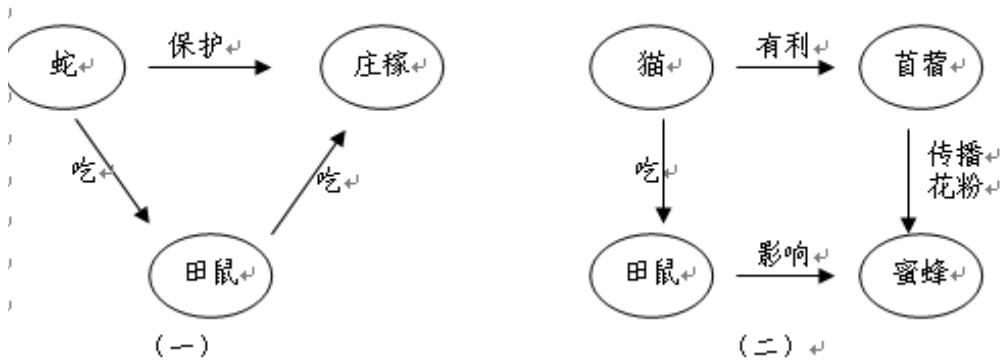 蛇 保护 庄稼
吃 吃
田鼠
(一)
猫 有利 苜蓿
吃 传播
花粉
田鼠 影响 蜜蜂
(二)